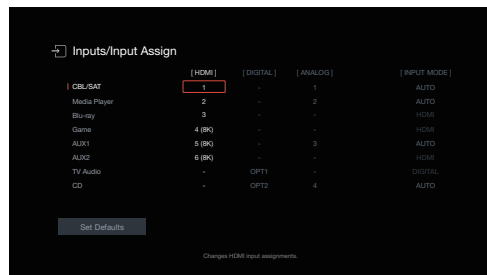 Inputs/Input Assign
[ HDMI ] [ DIGITAL ] [ ANALOG ] [ INPUT MODE ]
CBL/SAT 1 - 1 AUTO
Media Player 2 - 2 AUTO
Blu-ray 3 - - HDMI
Game 4 (8K) - - HDMI
AUX1 5 (8K) - 3 AUTO
AUX2 6 (8K) - - HDMI
TV Audio - OPT1 - DIGITAL
CD - OPT2 4 AUTO
Set Defaults
Changes HDMI input assignments.